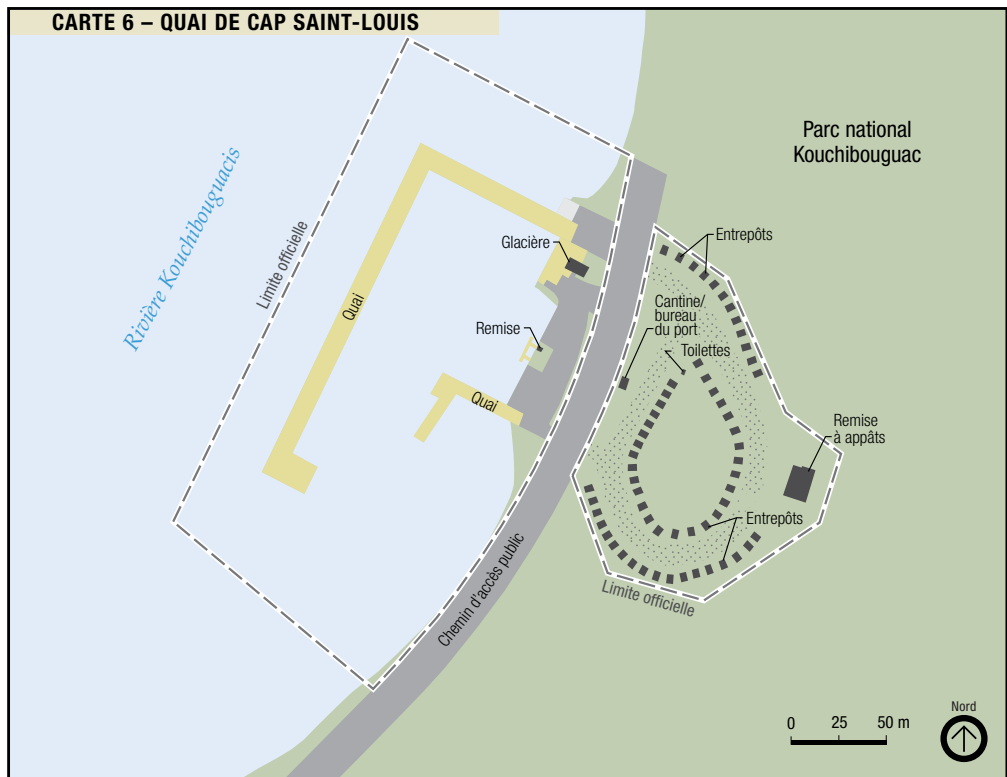 CARTE 6 – QUAI DE CAP SAINT-LOUIS
Parc national
Kouchibouguac
Rivière Kouchibouguacis
Limite officielle
Quai
Glacière
Entrepôts
Cantine/
bureau
du port
Remise
Toilettes
Quai
Remise
à appâts
Entrepôts
Chemin d'accès public
Limite officielle
Nord
0 25 50 m